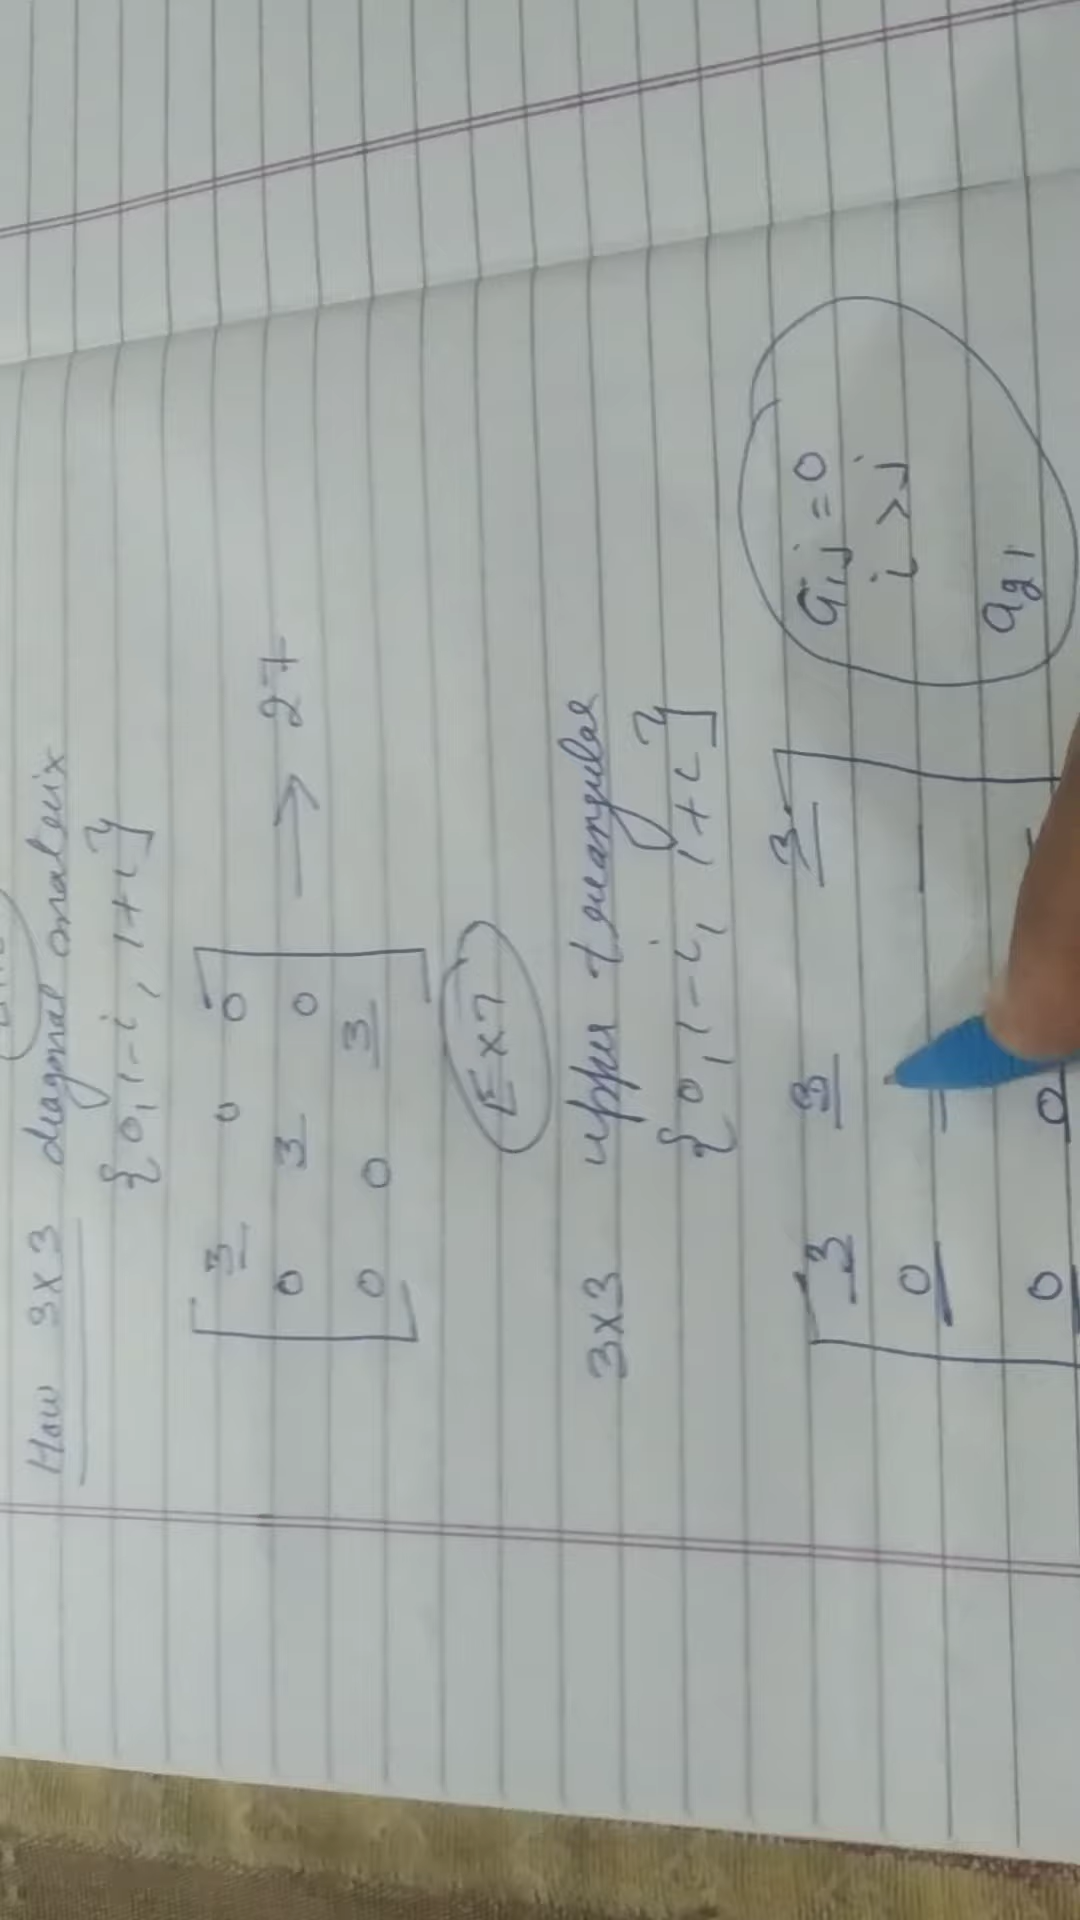 How 3x3 diagonal matrix
{0, 1-i, 1+i}
3 0 0
0 3 0 → 27
0 0 3
Ex7
3x3 upper triangular
{0, 1-i, 1+i}
3 3 3
aij = 0
0 - -
i > j
0 0
a21